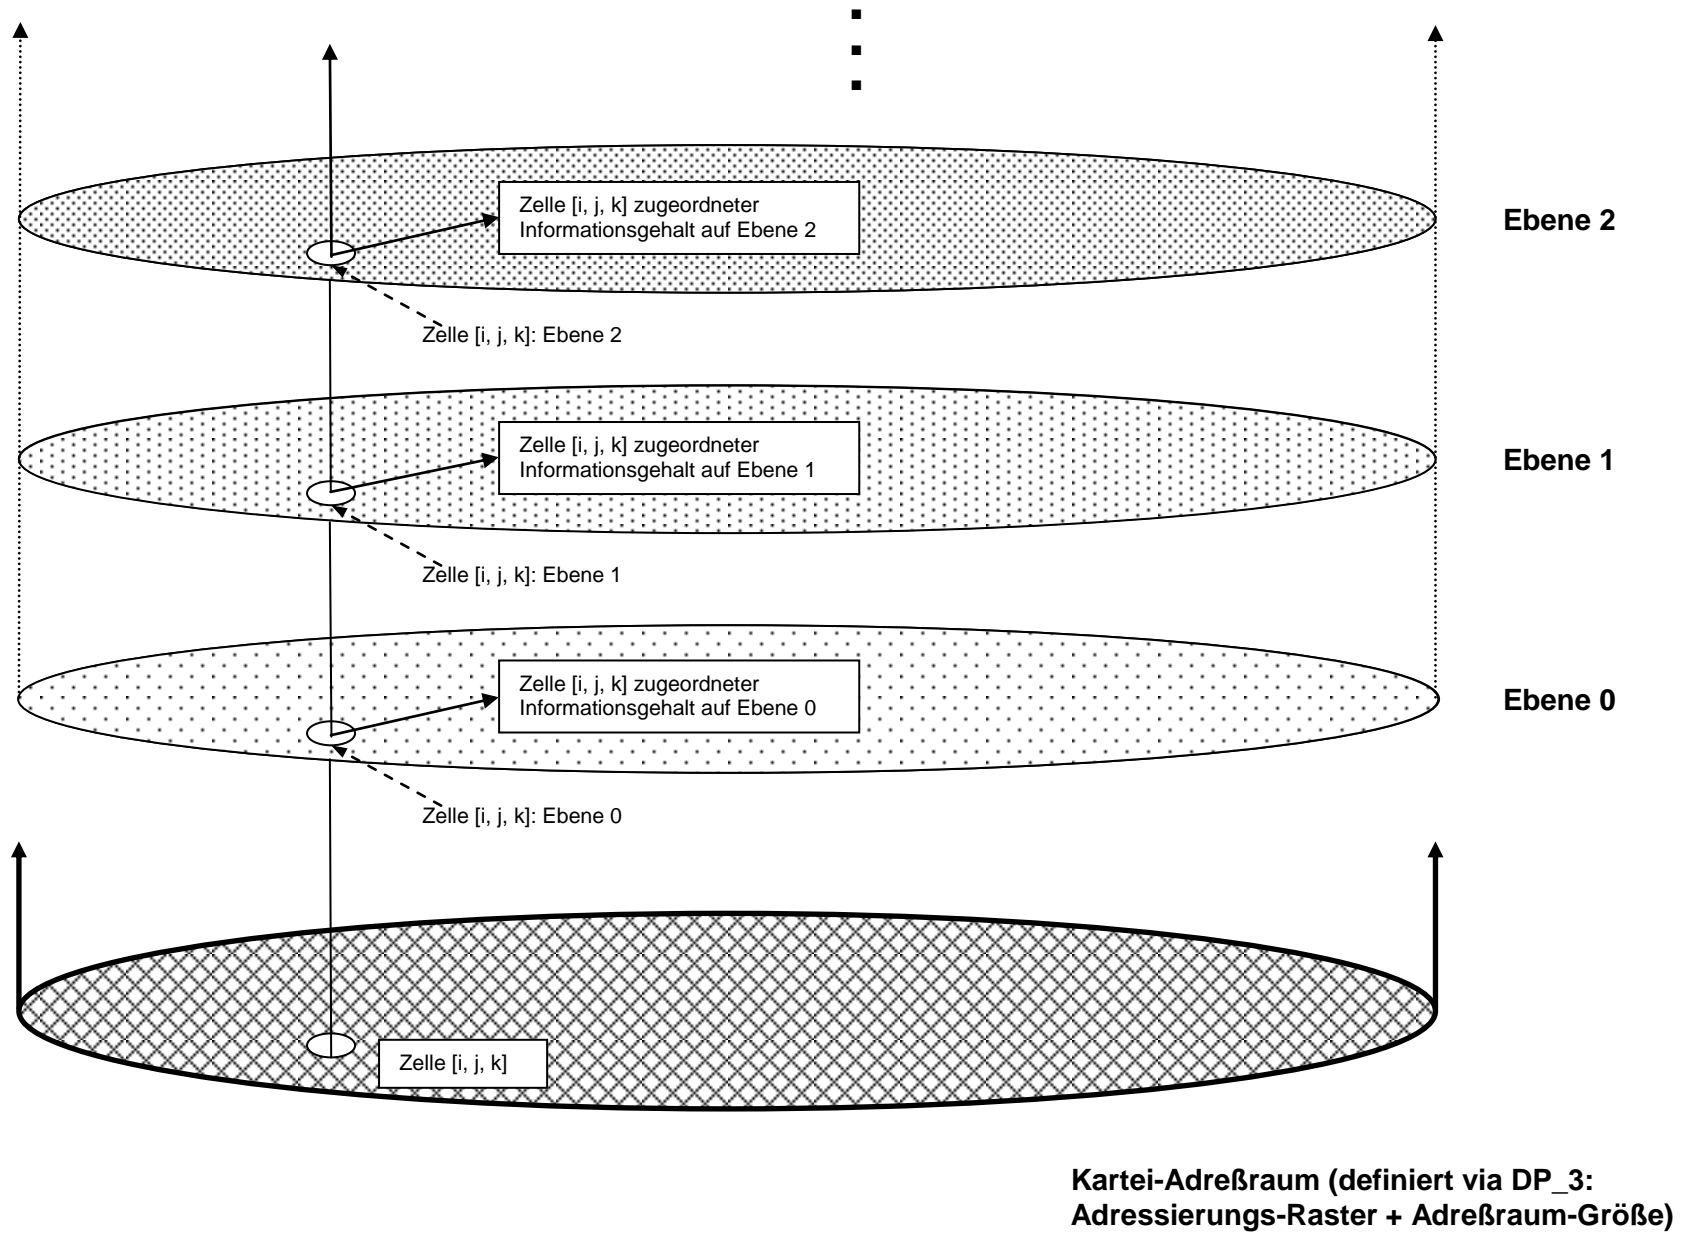 Zelle [i, j, k] zugeordneter
Informationsgehalt auf Ebene 2
Ebene 2
Zelle [i, j, k]: Ebene 2
Zelle [i, j, k] zugeordneter
Informationsgehalt auf Ebene 1
Ebene 1
Zelle [i, j, k]: Ebene 1
Zelle [i, j, k] zugeordneter
Informationsgehalt auf Ebene 0
Ebene 0
Zelle [i, j, k]: Ebene 0
Zelle [i, j, k]
Kartei-Adreßraum (definiert via DP_3:
Adressierungs-Raster + Adreßraum-Größe)